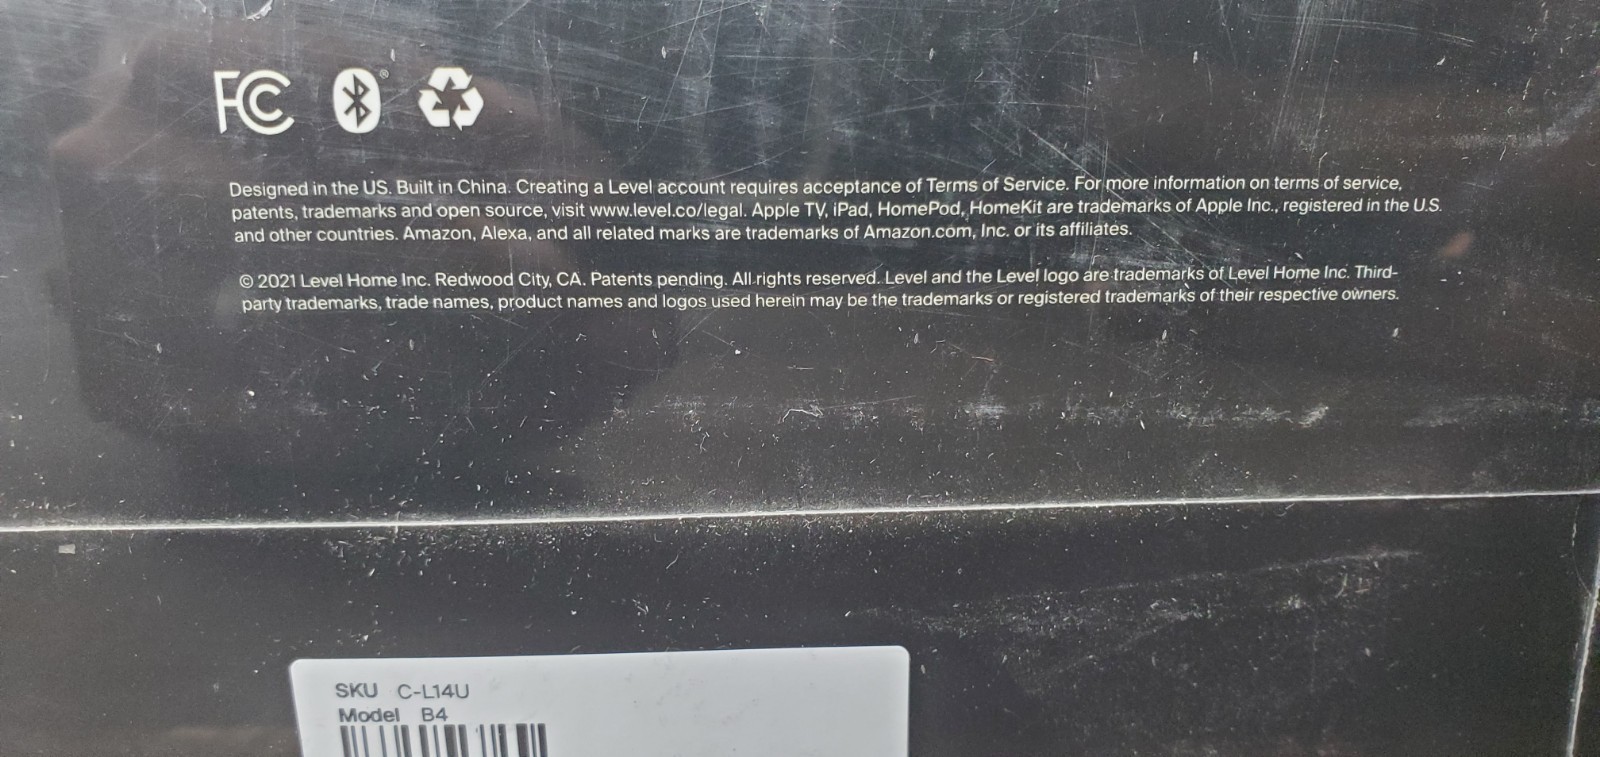 FC ®
Designed in the US. Built in China. Creating a Level account requires acceptance of Terms of Service. For more information on terms of service,
patents, trademarks and open source, visit www.level.co/legal. Apple TV, iPad, HomePod, HomeKit are trademarks of Apple Inc., registered in the U.S.
and other countries. Amazon, Alexa, and all related marks are trademarks of Amazon.com, Inc. or its affiliates.
© 2021 Level Home Inc. Redwood City, CA. Patents pending. All rights reserved. Level and the Level logo are trademarks of Level Home Inc. Third-
party trademarks, trade names, product names and logos used herein may be the trademarks or registered trademarks of their respective owners.
SKU C-L14U
Model B4